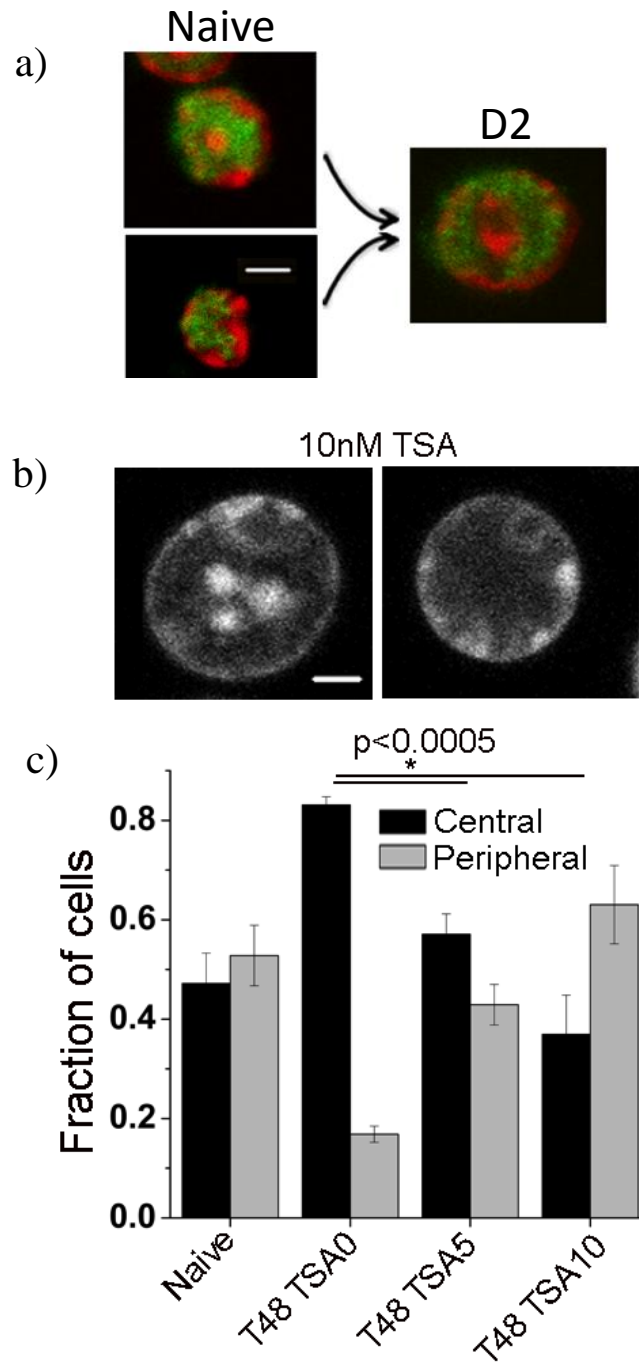 a)
Naive
D2
b)
10nM TSA
c)
p<0.0005
*
Central
Peripheral
Fraction of cells
0.8
0.6
0.4
0.2
0.0
Naive
T48 TSA0
T48 TSA5
T48 TSA10